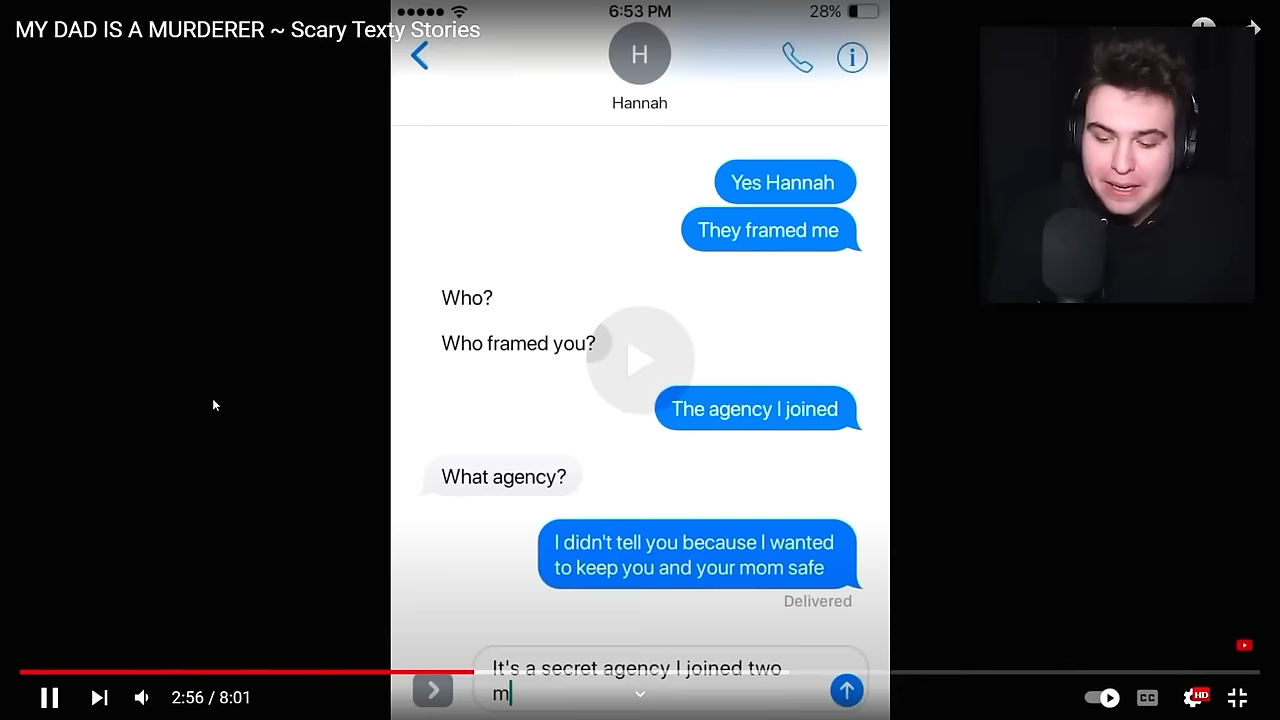 MY DAD IS A MURDERER ~ Scary Texty Stories
6:53 PM
28%
H
Hannah
Yes Hannah
They framed me
Who?
Who framed you?
The agency I joined
What agency?
I didn't tell you because I wanted
to keep you and your mom safe
Delivered
It's a secret agency I joined two
m
2:56 / 8:01
CC
HD